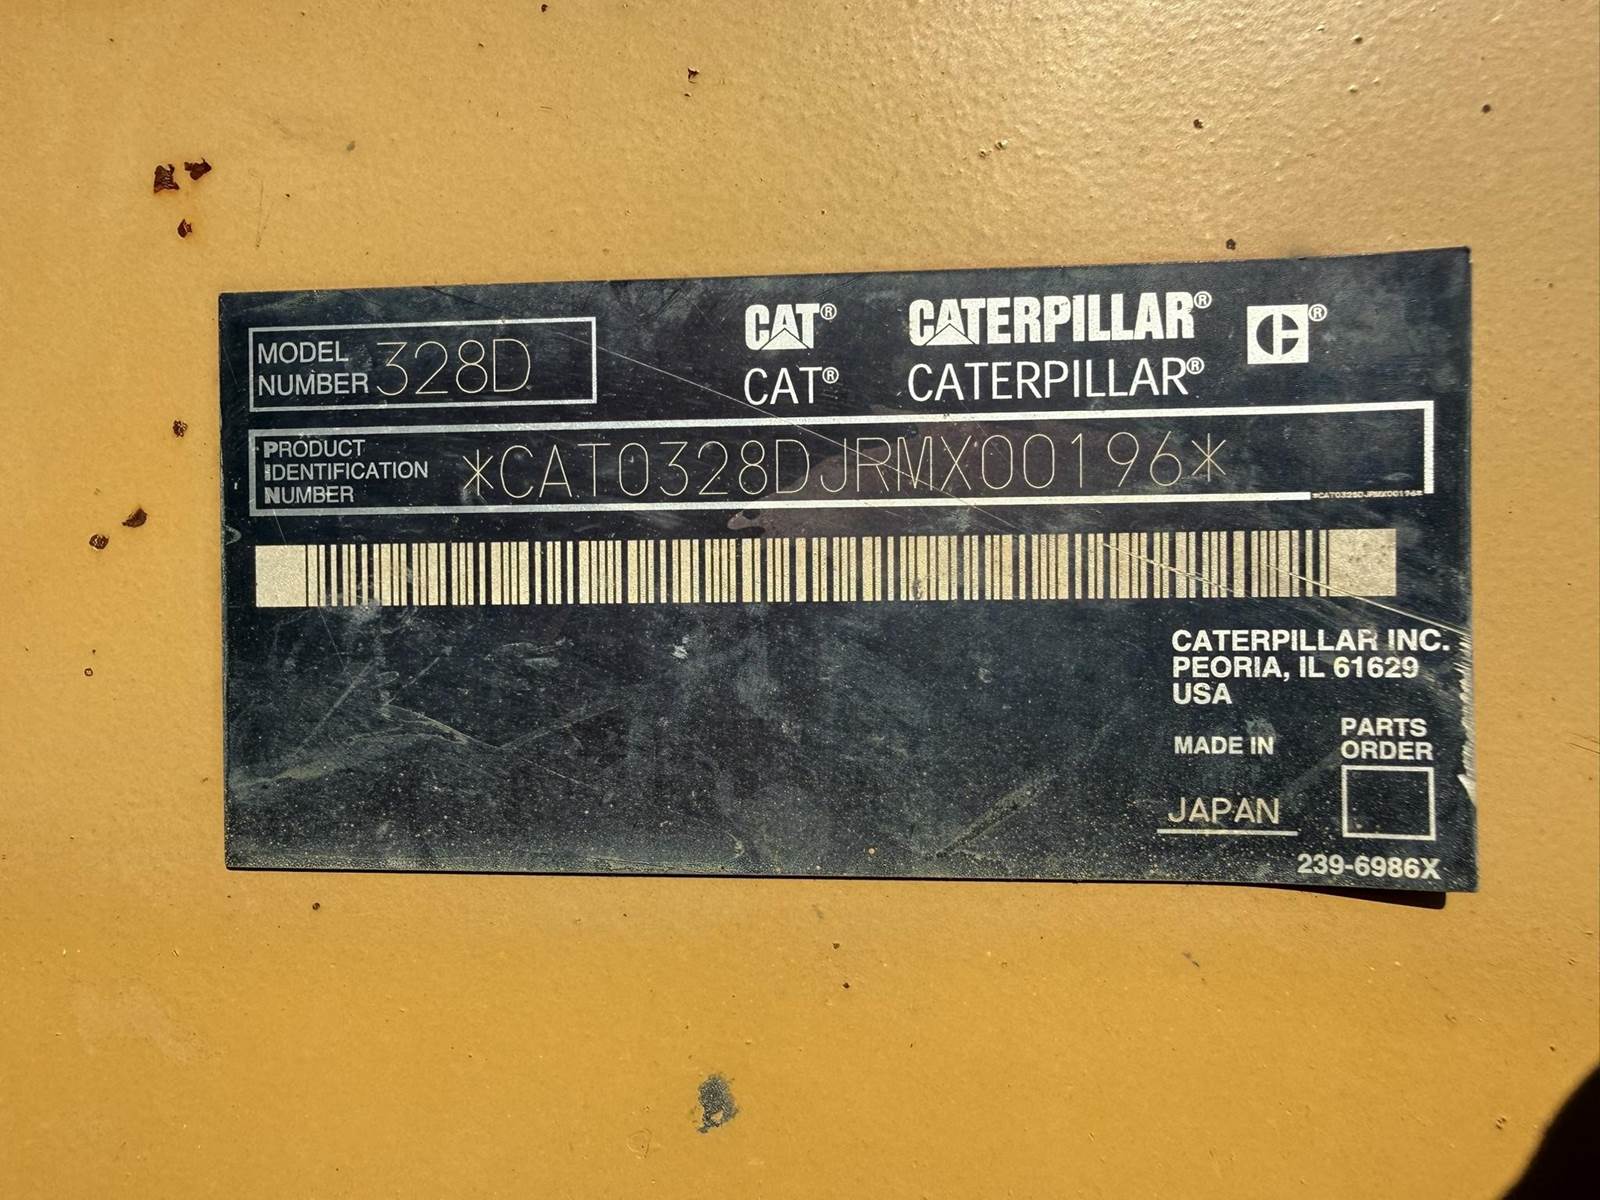 MODEL NUMBER 328D
CAT® CATERPILLAR® C®
CAT® CATERPILLAR®
PRODUCT
IDENTIFICATION
NUMBER
*CAT0328DJRMX00196*
*CAT0328DJRMX00196*
CATERPILLAR INC.
PEORIA, IL 61629
USA
MADE IN
JAPAN
PARTS
ORDER
239-6986X